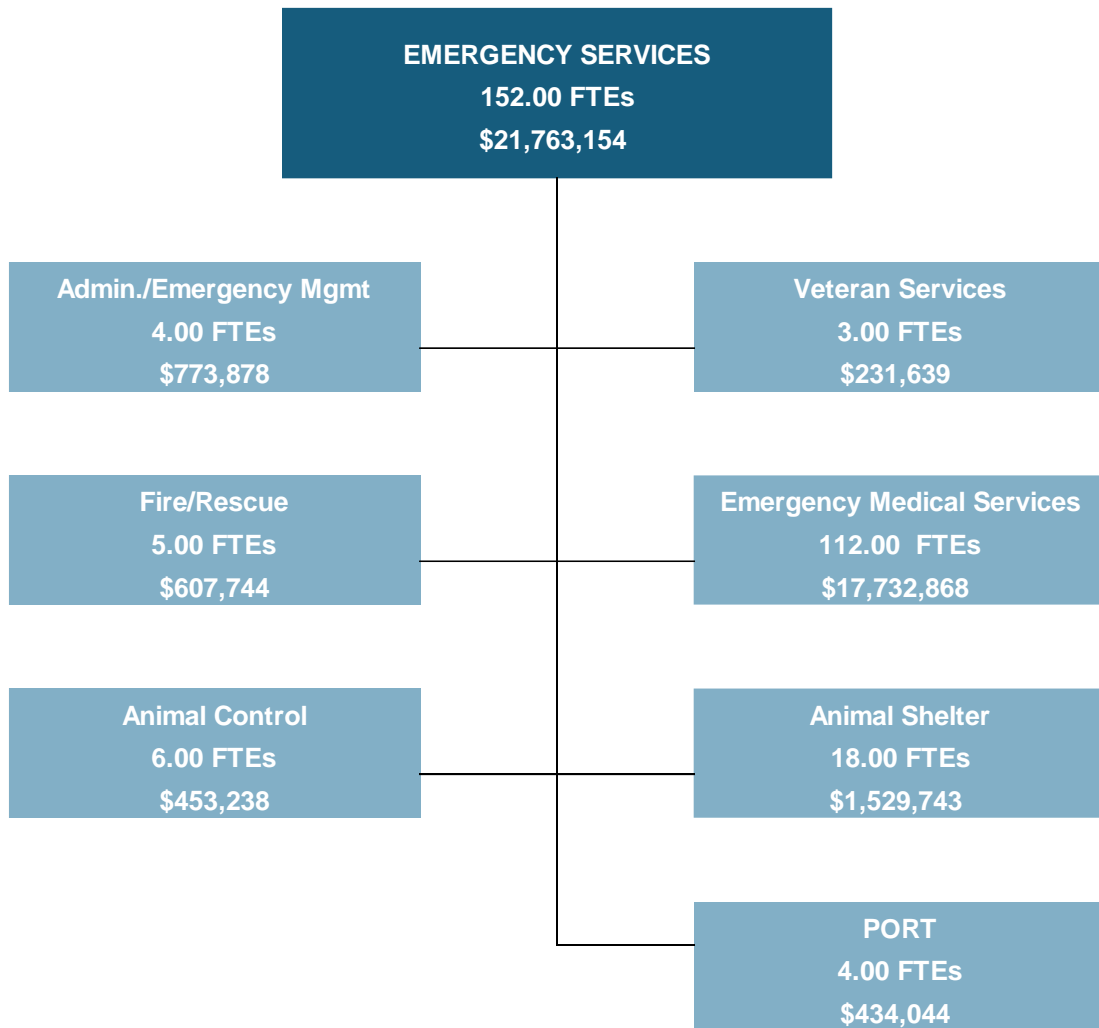 EMERGENCY SERVICES
152.00 FTEs
$21,763,154
Admin./Emergency Mgmt
4.00 FTEs
$773,878
Veteran Services
3.00 FTEs
$231,639
Fire/Rescue
5.00 FTEs
$607,744
Emergency Medical Services
112.00 FTEs
$17,732,868
Animal Control
6.00 FTEs
$453,238
Animal Shelter
18.00 FTEs
$1,529,743
PORT
4.00 FTEs
$434,044